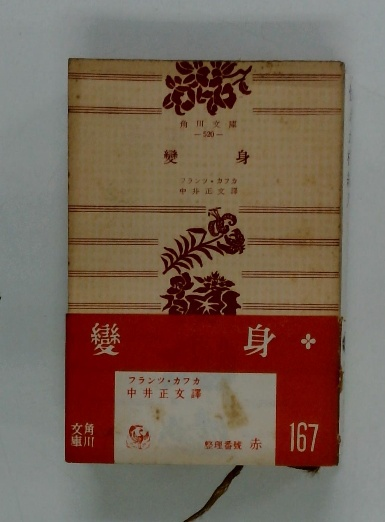 角川文庫
—520—
變身
フランツ・カフカ
中井正文譯
變身
フランツ・カフカ
中井正文譯
角川
文庫
整理番號 赤
167